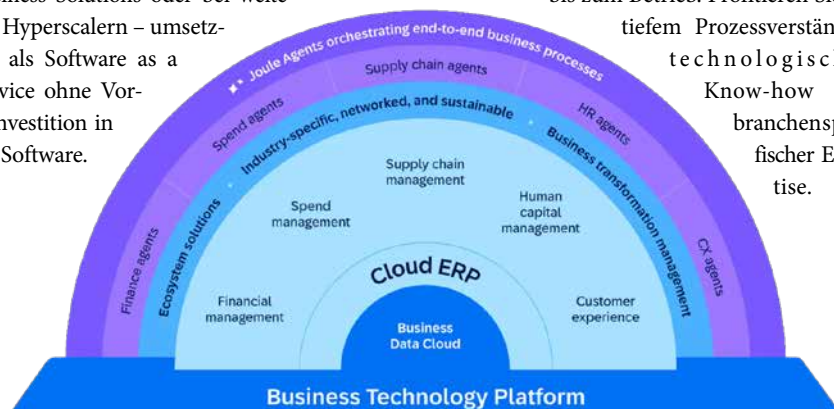 Hyperscalern – umsetz-
als Software as a
vice ohne Vor-
nvestition in
Software.
tiefem Prozessverstän
technologisc
Know-how
branchensp
fischer E
tise.
Joule Agents orchestrating end-to-end business processes
Finance agents
Spend agents
Supply chain agents
HR agents
CX agents
Ecosystem solutions
Industry-specific, networked, and sustainable
Business transformation management
Financial
management
Spend
management
Supply chain
management
Human
capital
management
Customer
experience
Cloud ERP
Business
Data Cloud
Business Technology Platform